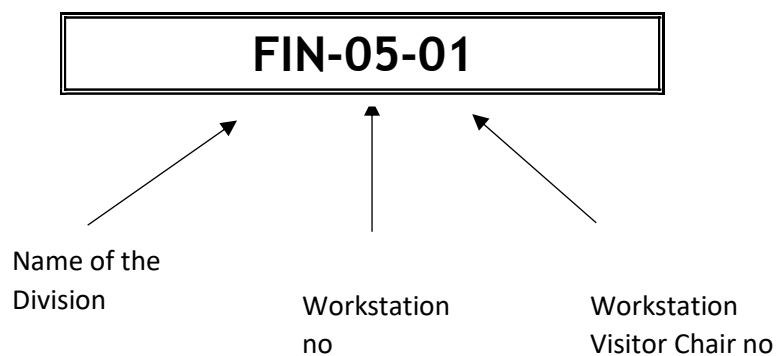 FIN-05-01
Name of the
Division
Workstation
no
Workstation
Visitor Chair no